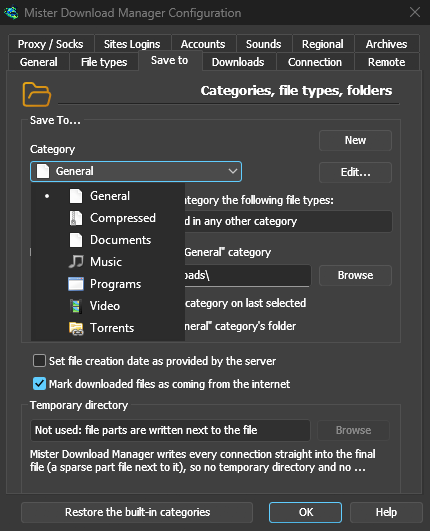 Mister Download Manager Configuration
Proxy / Socks Sites Logins Accounts Sounds Regional Archives
General File types Save to Downloads Connection Remote
Categories, file types, folders
Save To...
New
Category
General
Edit...
General
ategory the following file types:
Compressed
d in any other category
Documents
General" category
Music
oads\
Browse
Programs
category on last selected
Video
neral" category's folder
Torrents
Set file creation date as provided by the server
Mark downloaded files as coming from the internet
Temporary directory
Not used: file parts are written next to the file
Browse
Mister Download Manager writes every connection straight into the final
file (a sparse part file next to it), so no temporary directory and no ...
Restore the built-in categories
OK
Help